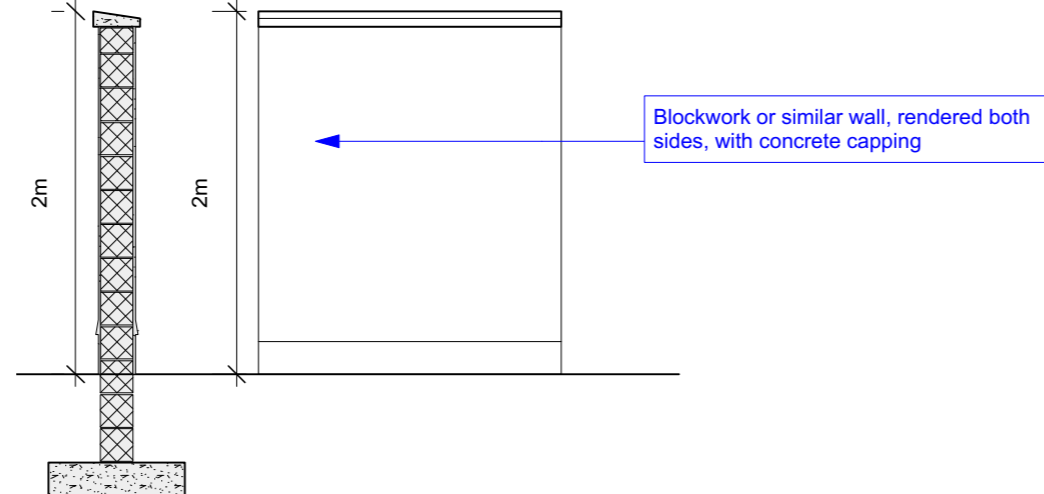 2m
2m
Blockwork or similar wall, rendered both
sides, with concrete capping